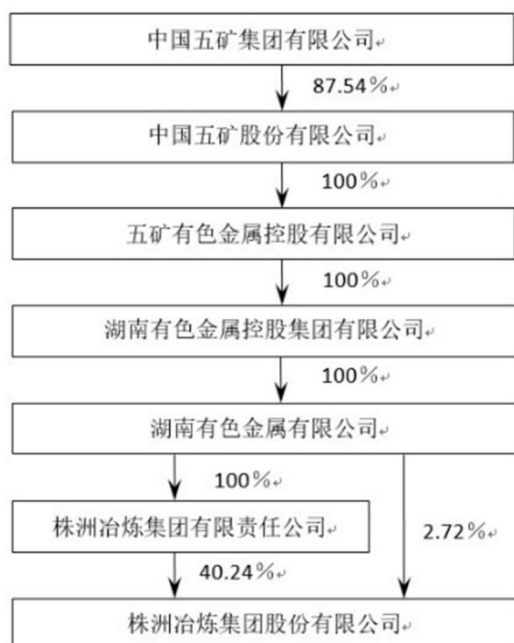 中国五矿集团有限公司
87.54%
中国五矿股份有限公司
100%
五矿有色金属控股有限公司
100%
湖南有色金属控股集团有限公司
100%
湖南有色金属有限公司
100%
株洲冶炼集团有限责任公司
2.72%
40.24%
株洲冶炼集团股份有限公司